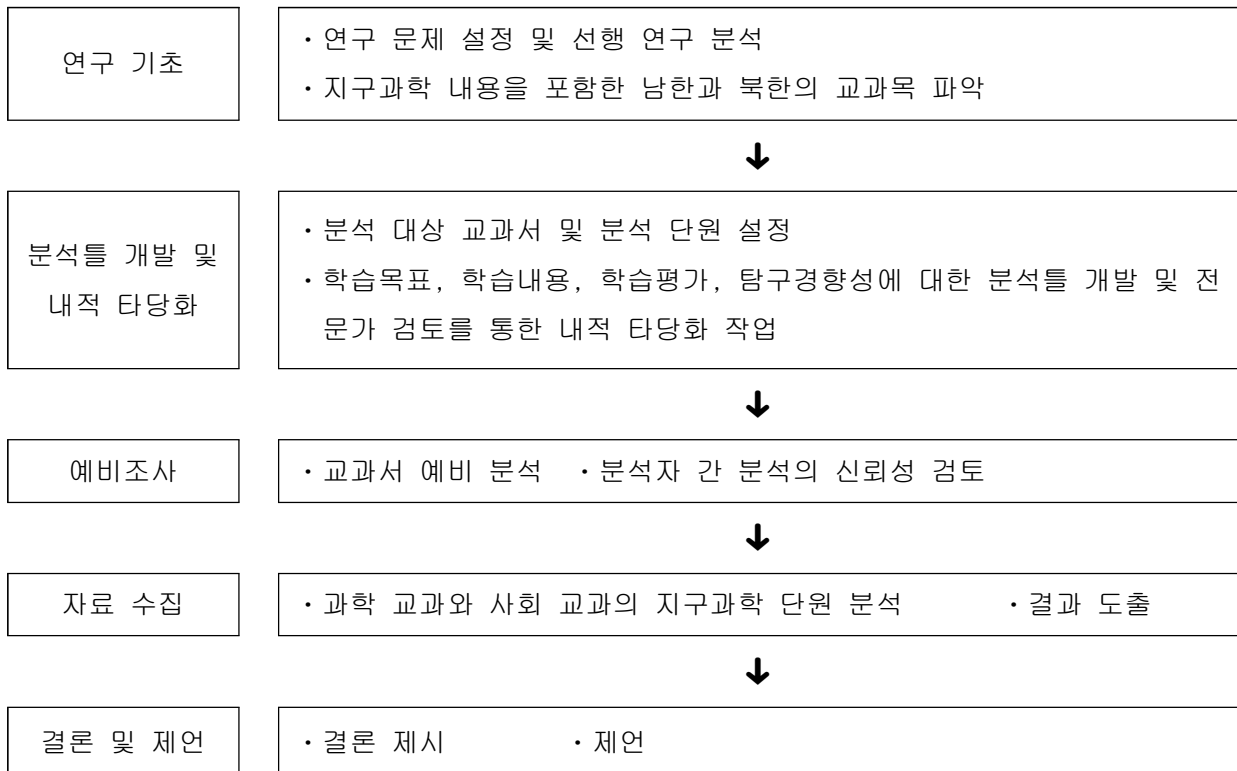 연구 기초
・연구 문제 설정 및 선행 연구 분석
・지구과학 내용을 포함한 남한과 북한의 교과목 파악
↓
분석틀 개발 및
내적 타당화
・분석 대상 교과서 및 분석 단원 설정
・학습목표, 학습내용, 학습평가, 탐구경향성에 대한 분석틀 개발 및 전
문가 검토를 통한 내적 타당화 작업
↓
예비조사
・교과서 예비 분석 ・분석자 간 분석의 신뢰성 검토
↓
자료 수집
・과학 교과와 사회 교과의 지구과학 단원 분석 ・결과 도출
↓
결론 및 제언
・결론 제시 ・제언